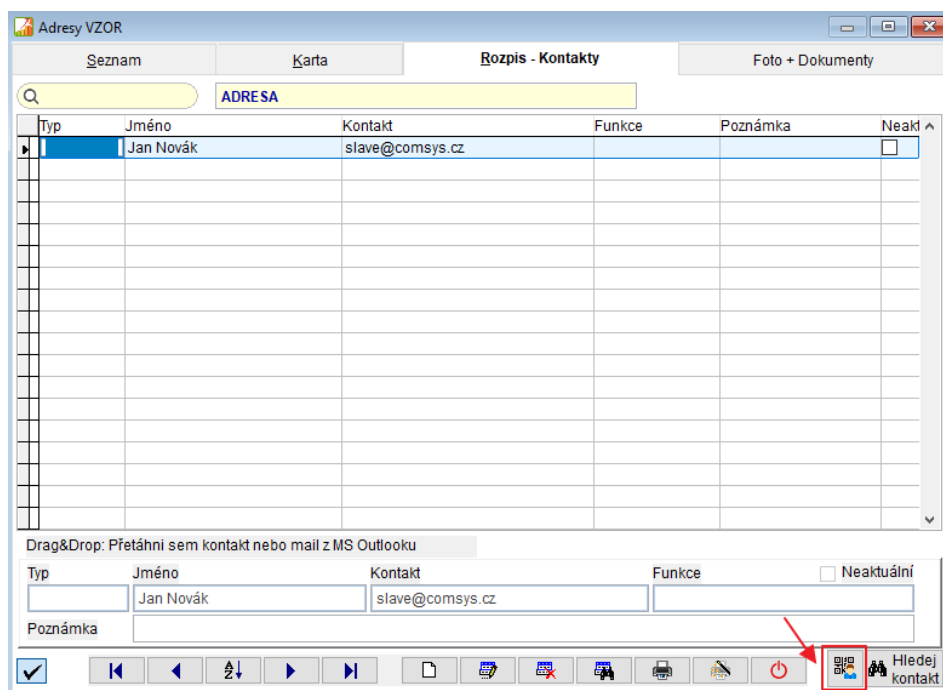 Adresy VZOR
Seznam Karta Rozpis - Kontakty Foto + Dokumenty
ADRESA
Typ Jméno Kontakt Funkce Poznámka Neakt
Jan Novák slave@comsys.cz
Drag&Drop: Přetáhni sem kontakt nebo mail z MS Outlooku
Typ Jméno Kontakt Funkce Neaktuální
Jan Novák slave@comsys.cz
Poznámka
Hledej
kontakt